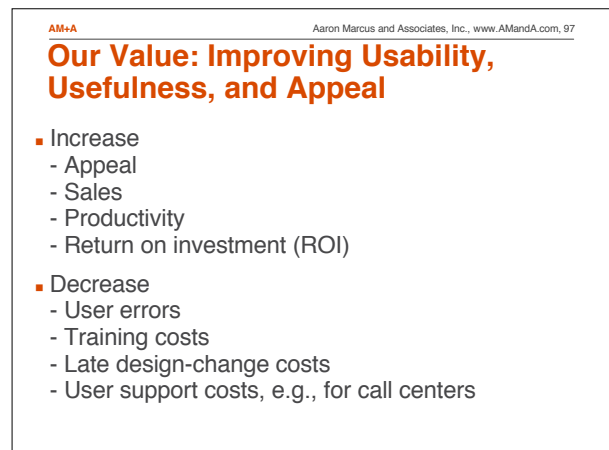 AM+A Aaron Marcus and Associates, Inc., www.AMandA.com, 97
Our Value: Improving Usability,
Usefulness, and Appeal
▪ Increase
- Appeal
- Sales
- Productivity
- Return on investment (ROI)
▪ Decrease
- User errors
- Training costs
- Late design-change costs
- User support costs, e.g., for call centers